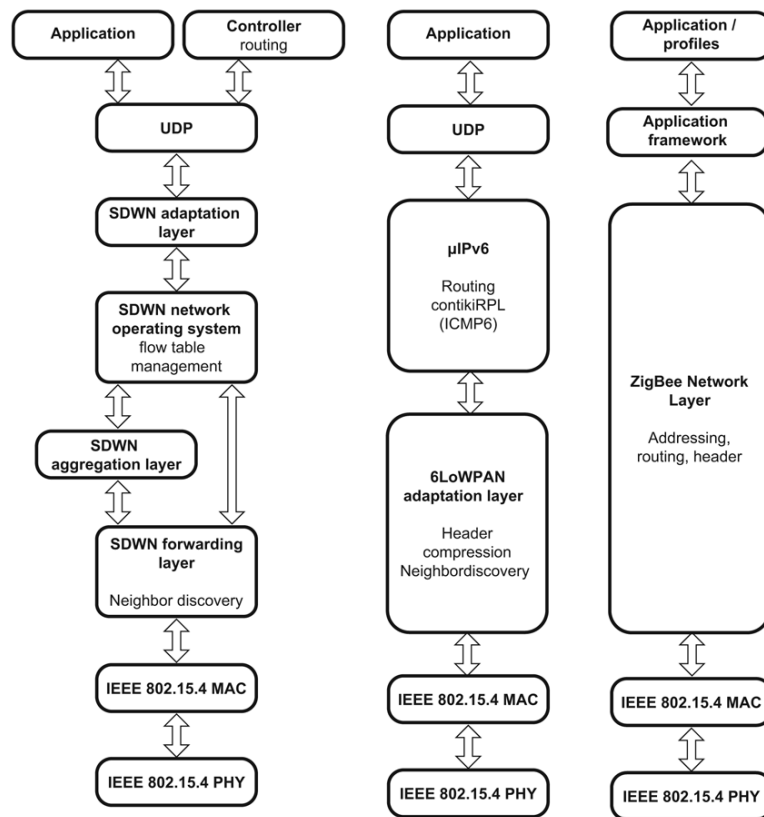 Application
Controller
routing
UDP
SDWN adaptation
layer
SDWN network
operating system
flow table
management
SDWN
aggregation layer
SDWN forwarding
layer
Neighbor discovery
IEEE 802.15.4 MAC
IEEE 802.15.4 PHY
Application
UDP
µIPv6
Routing
contikiRPL
(ICMP6)
6LoWPAN
adaptation layer
Header
compression
Neighbordiscovery
IEEE 802.15.4 MAC
IEEE 802.15.4 PHY
Application /
profiles
Application
framework
ZigBee Network
Layer
Addressing,
routing, header
IEEE 802.15.4 MAC
IEEE 802.15.4 PHY